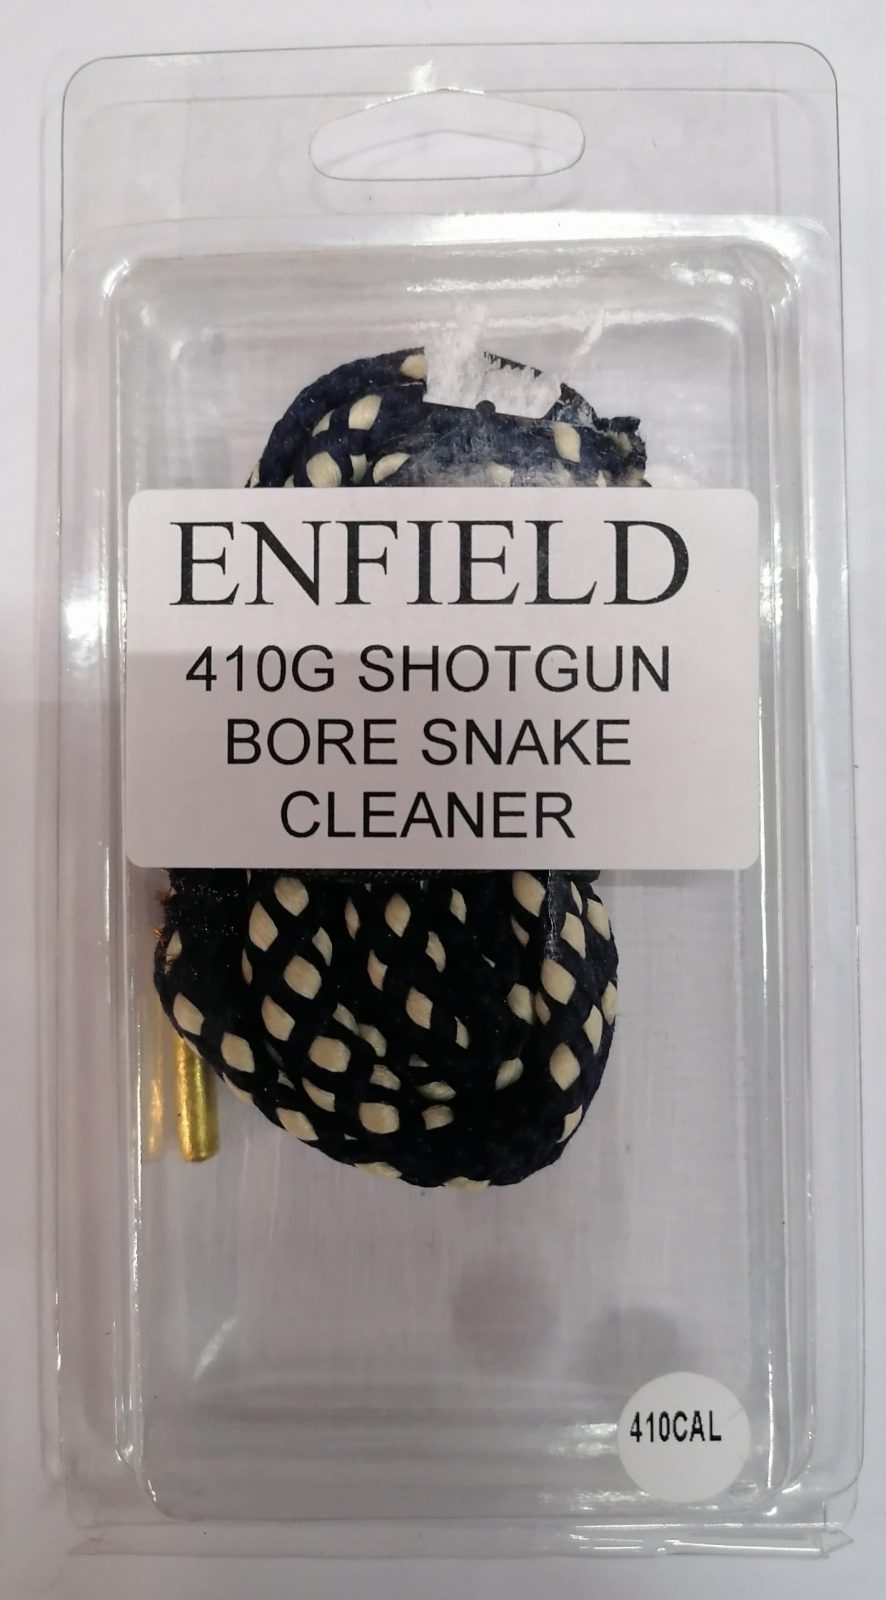 ENFIELD
410G SHOTGUN
BORE SNAKE
CLEANER
410CAL